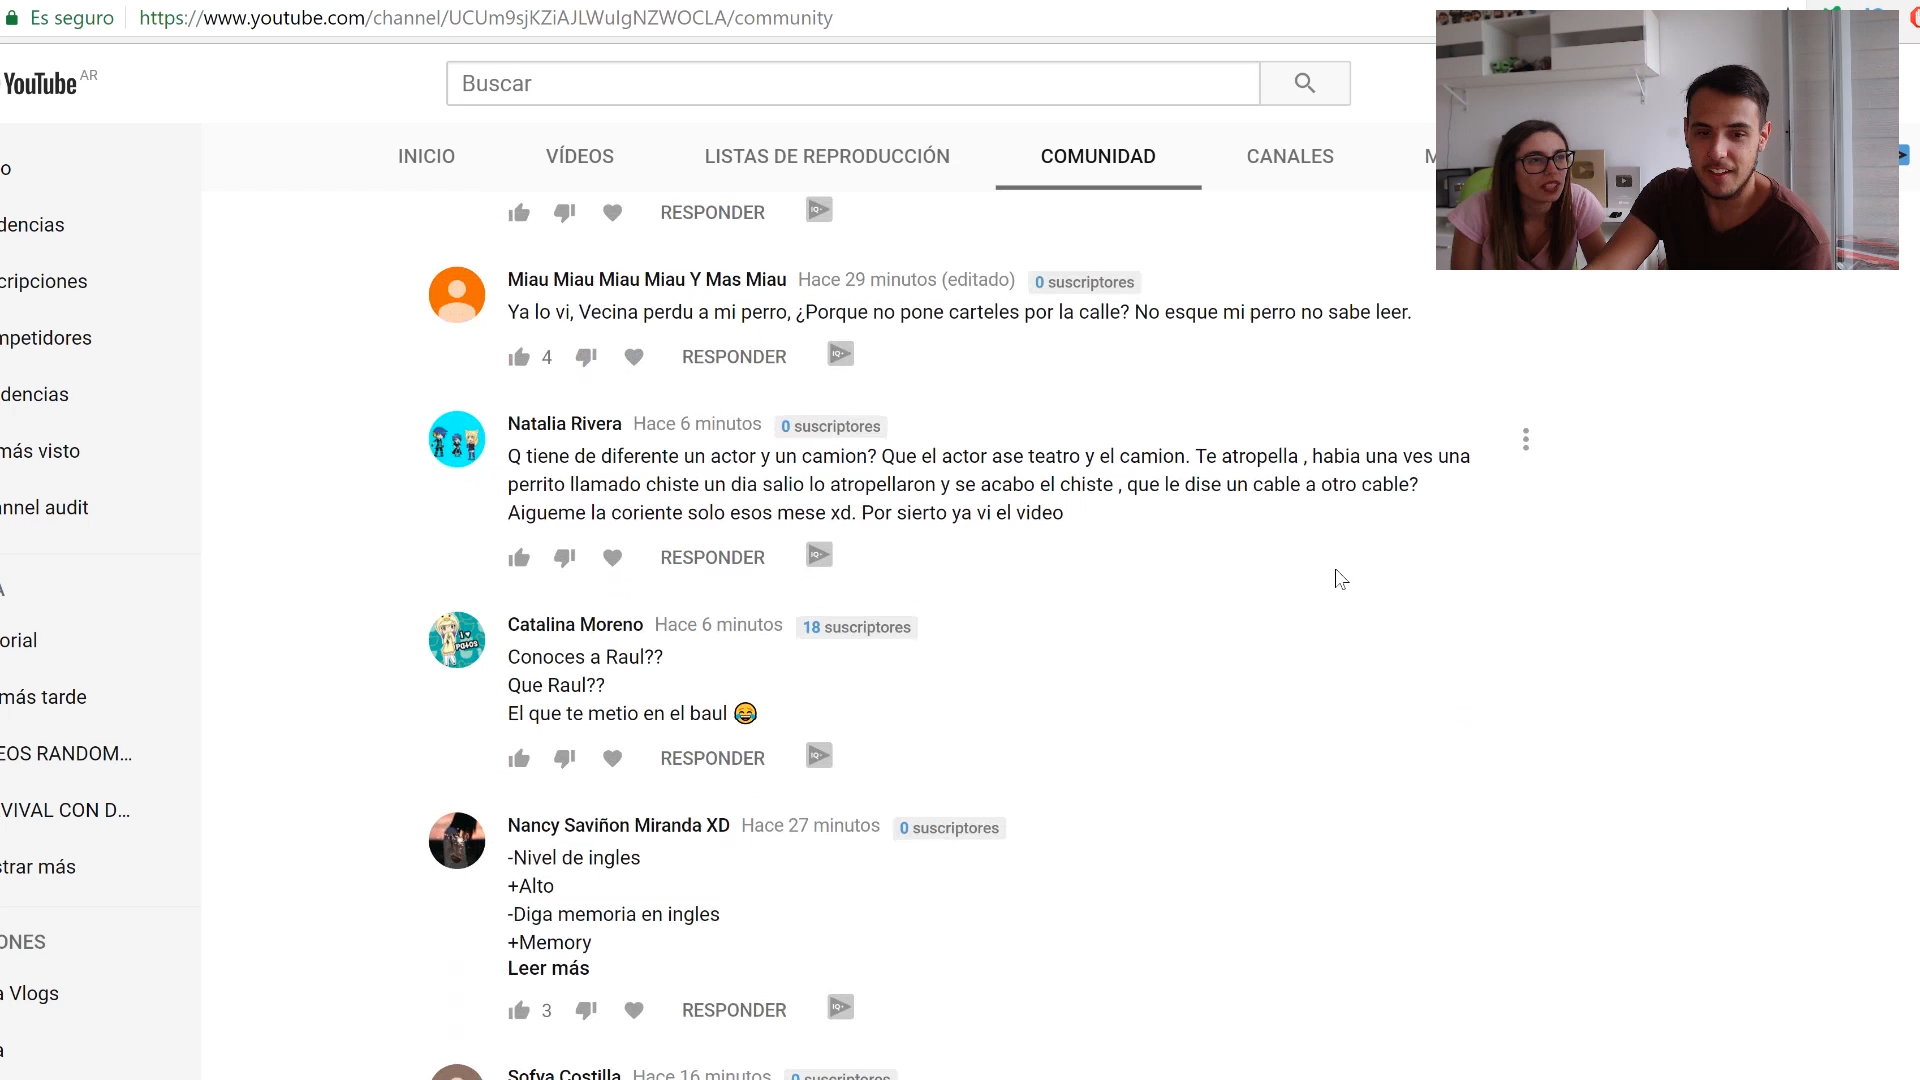 Es seguro
https://www.youtube.com/channel/UCUm9sjKZiAJLWuIgNZWOCLA/community
YouTube AR
Buscar
INICIO VÍDEOS LISTAS DE REPRODUCCIÓN COMUNIDAD CANALES M
o
dencias
cripciones
mpetidores
dencias
más visto
nnel audit
A
orial
más tarde
EOS RANDOM...
VIVAL CON D...
strar más
ONES
a Vlogs
a
RESPONDER
Miau Miau Miau Miau Y Mas Miau Hace 29 minutos (editado) 0 suscriptores
Ya lo vi, Vecina perdu a mi perro, ¿Porque no pone carteles por la calle? No esque mi perro no sabe leer.
4 RESPONDER
Natalia Rivera Hace 6 minutos 0 suscriptores
Q tiene de diferente un actor y un camion? Que el actor ase teatro y el camion. Te atropella , habia una ves una
perrito llamado chiste un dia salio lo atropellaron y se acabo el chiste , que le dise un cable a otro cable?
Aigueme la coriente solo esos mese xd. Por sierto ya vi el video
RESPONDER
Catalina Moreno Hace 6 minutos 18 suscriptores
Conoces a Raul??
Que Raul??
El que te metio en el baul 😂
RESPONDER
Nancy Saviñon Miranda XD Hace 27 minutos 0 suscriptores
-Nivel de ingles
+Alto
-Diga memoria en ingles
+Memory
Leer más
3 RESPONDER
Sofya Costilla Hace 16 minutos 0 suscriptores